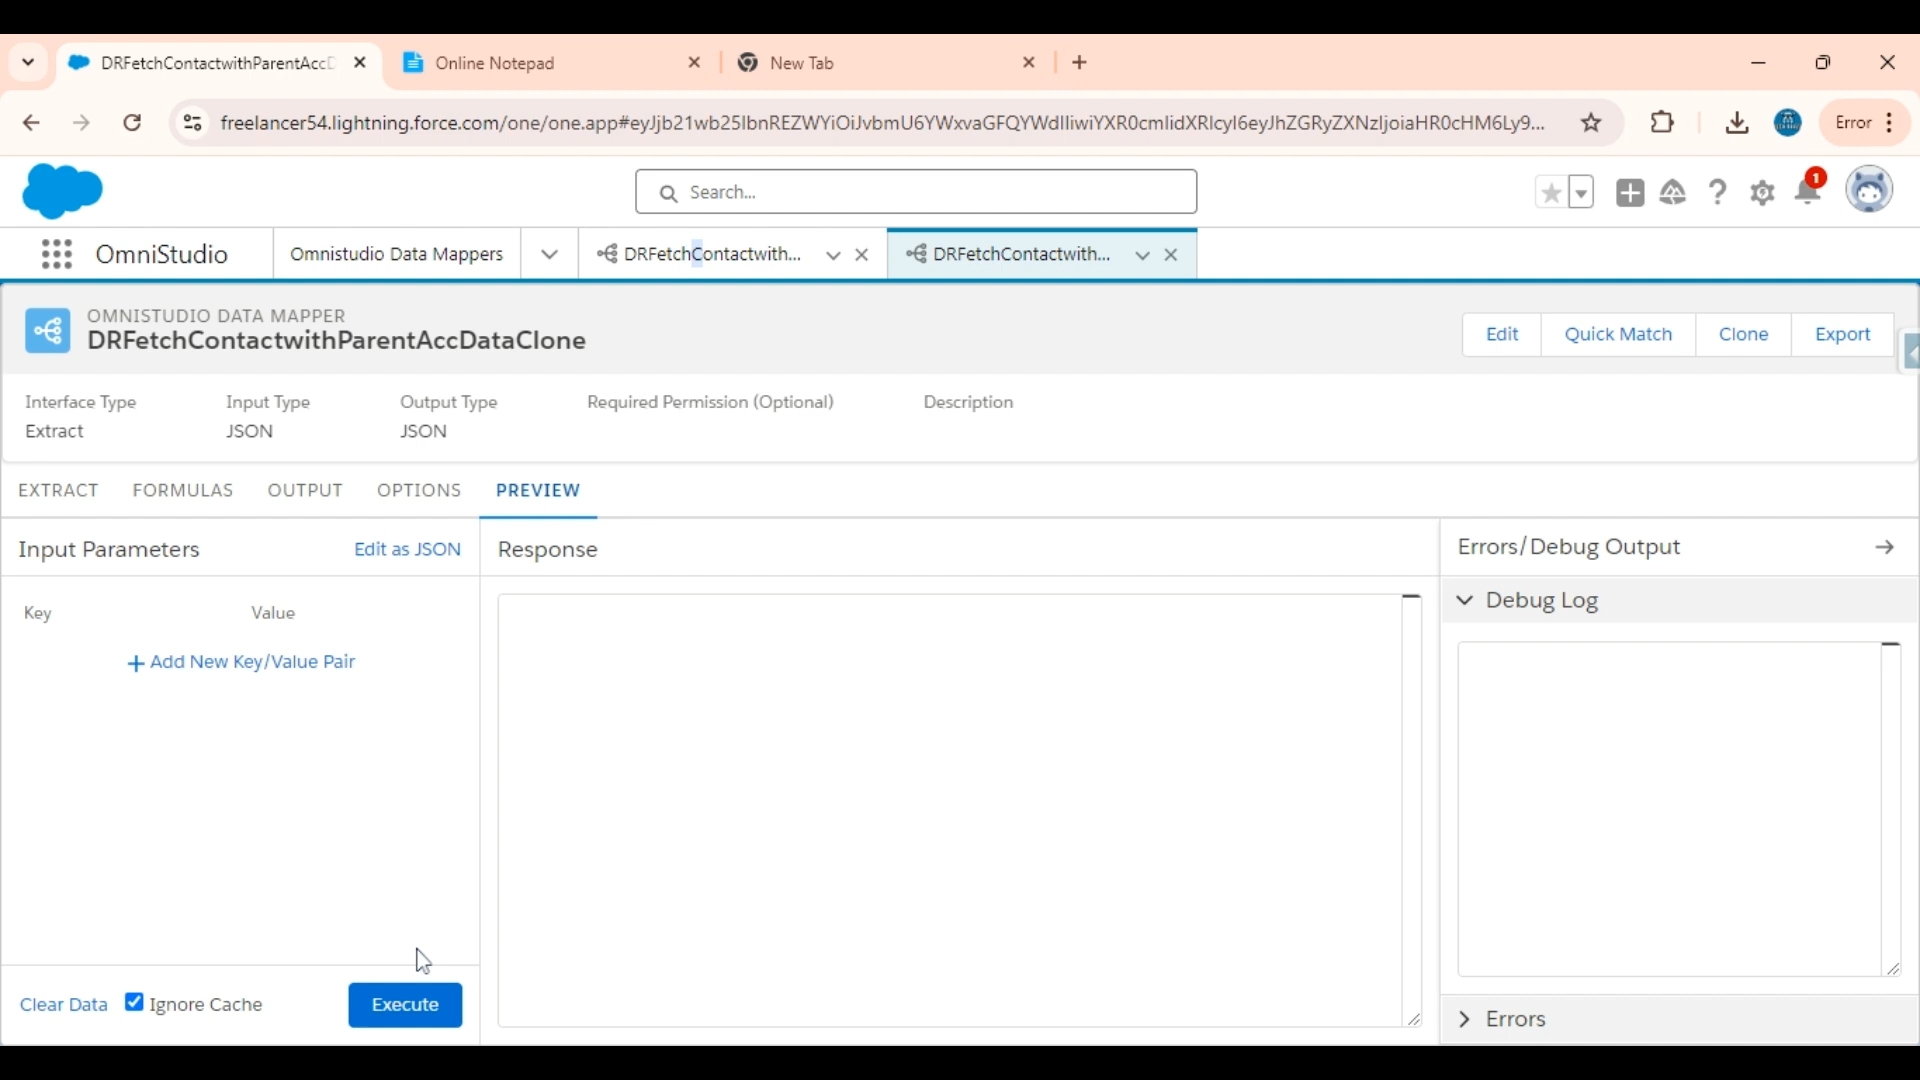 DRFetchContactwithParentAccD
Online Notepad
New Tab
freelancer54.lightning.force.com/one/one.app#eyJjb21wb25lbnREZWYiOiJvbmU6YWxvaGFQYWdlIiwiYXR0cmlidXRlcyI6eyJhZGRyZXNzIjoiaHR0cHM6Ly9...
Error
Search...
1
OmniStudio
Omnistudio Data Mappers
DRFetchContactwith...
DRFetchContactwith...
OMNISTUDIO DATA MAPPER
DRFetchContactwithParentAccDataClone
Edit
Quick Match
Clone
Export
Interface Type
Input Type
Output Type
Required Permission (Optional)
Description
Extract
JSON
JSON
EXTRACT
FORMULAS
OUTPUT
OPTIONS
PREVIEW
Input Parameters
Edit as JSON
Response
Errors/Debug Output
Debug Log
Key
Value
Add New Key/Value Pair
Clear Data
Ignore Cache
Execute
Errors